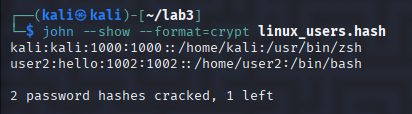 ┌──(kali㉿kali)-[~/lab3]
└─$ john --show --format=crypt linux_users.hash
kali:kali:1000:1000::/home/kali:/usr/bin/zsh
user2:hello:1002:1002::/home/user2:/bin/bash

2 password hashes cracked, 1 left